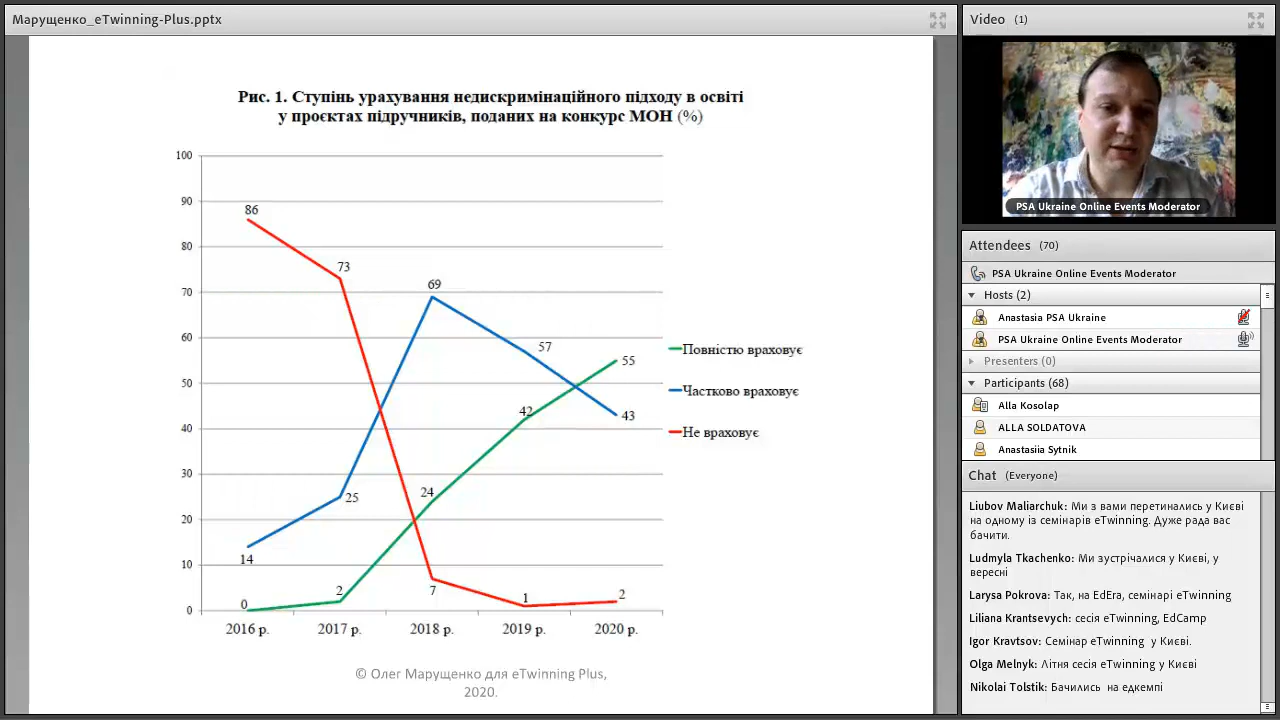 Марущенко_eTwinning-Plus.pptx
Рис. 1. Ступінь урахування недискримінаційного підходу в освіті
у проєктах підручників, поданих на конкурс МОН (%)
100
90
80
70
60
50
40
30
20
10
0
86
73
69
57
55
43
42
25
24
14
0
2
7
1
2
2016 р.
2017 р.
2018 р.
2019 р.
2020 р.
Повністю враховує
Частково враховує
Не враховує
© Олег Марущенко для eTwinning Plus,
2020.
Video (1)
PSA Ukraine Online Events Moderator
Attendees (70)
PSA Ukraine Online Events Moderator
Hosts (2)
Anastasia PSA Ukraine
PSA Ukraine Online Events Moderator
Presenters (0)
Participants (68)
Alla Kosolap
ALLA SOLDATOVA
Anastasiia Sytnik
Chat (Everyone)
Liubov Maliarchuk: Ми з вами перетинались у Києві
на одному із семінарів eTwinning. Дуже рада вас
бачити.
Ludmyla Tkachenko: Ми зустрічалися у Києві, у
вересні
Larysa Pokrova: Так, на EdEra, семінарі eTwinning
Liliana Krantsevych: сесія eTwinning, EdCamp
Igor Kravtsov: Семінар eTwinning у Києві.
Olga Melnyk: Літня сесія eTwinning у Києві
Nikolai Tolstik: Бачились на едкемпі